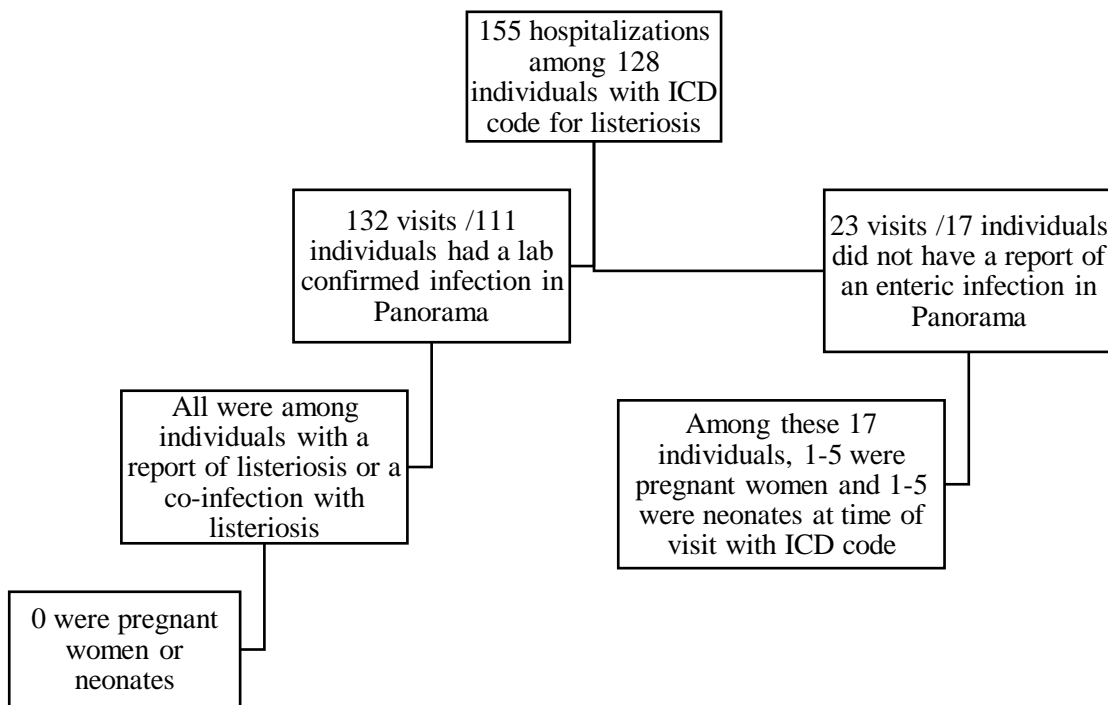 155 hospitalizations
among 128
individuals with ICD
code for listeriosis
132 visits /111
individuals had a lab
confirmed infection in
Panorama
23 visits /17 individuals
did not have a report of
an enteric infection in
Panorama
All were among
individuals with a
report of listeriosis or a
co-infection with
listeriosis
Among these 17
individuals, 1-5 were
pregnant women and 1-5
were neonates at time of
visit with ICD code
0 were pregnant
women or
neonates